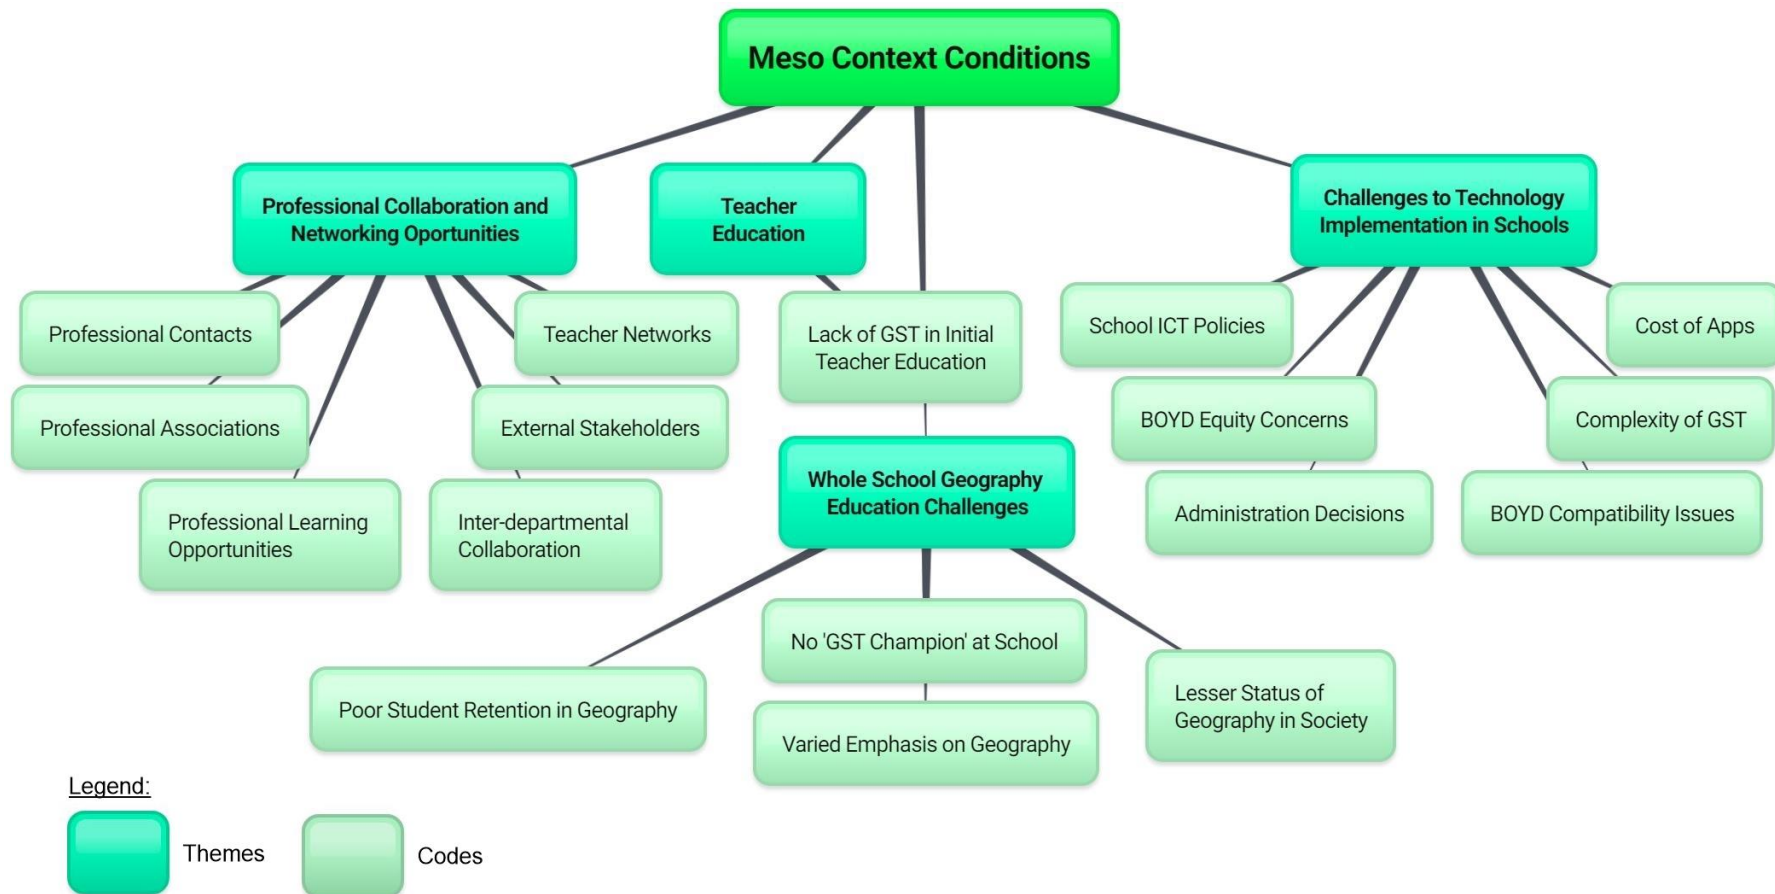 Meso Context Conditions
Professional Collaboration and
Networking Oportunities
Teacher
Education
Challenges to Technology
Implementation in Schools
Professional Contacts
Teacher Networks
Lack of GST in Initial
Teacher Education
School ICT Policies
Cost of Apps
Professional Associations
External Stakeholders
BOYD Equity Concerns
Complexity of GST
Whole School Geography
Education Challenges
Professional Learning
Opportunities
Inter-departmental
Collaboration
Administration Decisions
BOYD Compatibility Issues
No 'GST Champion' at School
Poor Student Retention in Geography
Varied Emphasis on Geography
Lesser Status of
Geography in Society
Legend:
Themes
Codes